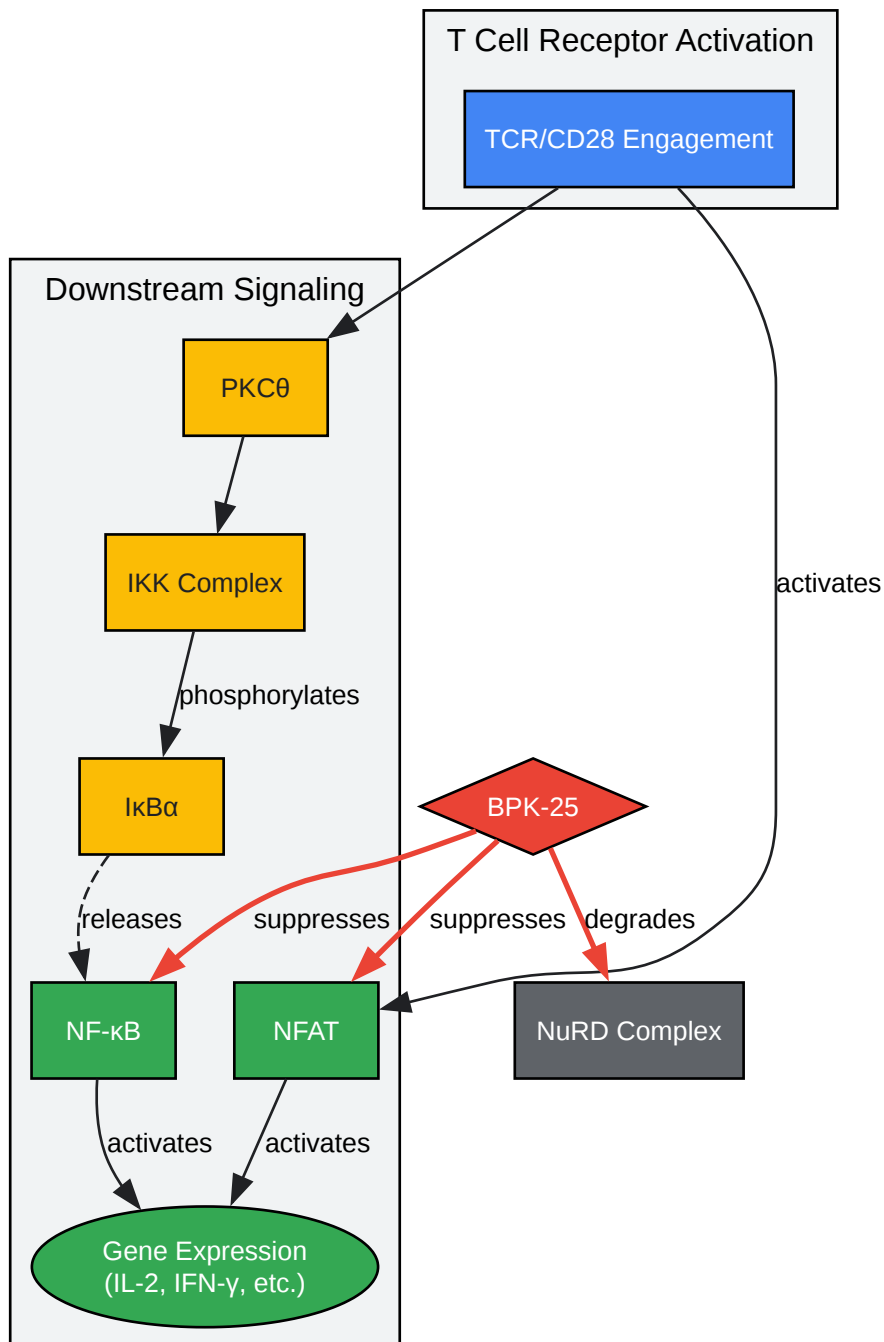 T Cell Receptor Activation
TCR/CD28 Engagement
Downstream Signaling
PKCθ
IKK Complex
activates
phosphorylates
IκBα
BPK-25
releases
suppresses
suppresses
degrades
NF-κB
NFAT
NuRD Complex
activates
activates
Gene Expression
(IL-2, IFN-γ, etc.)